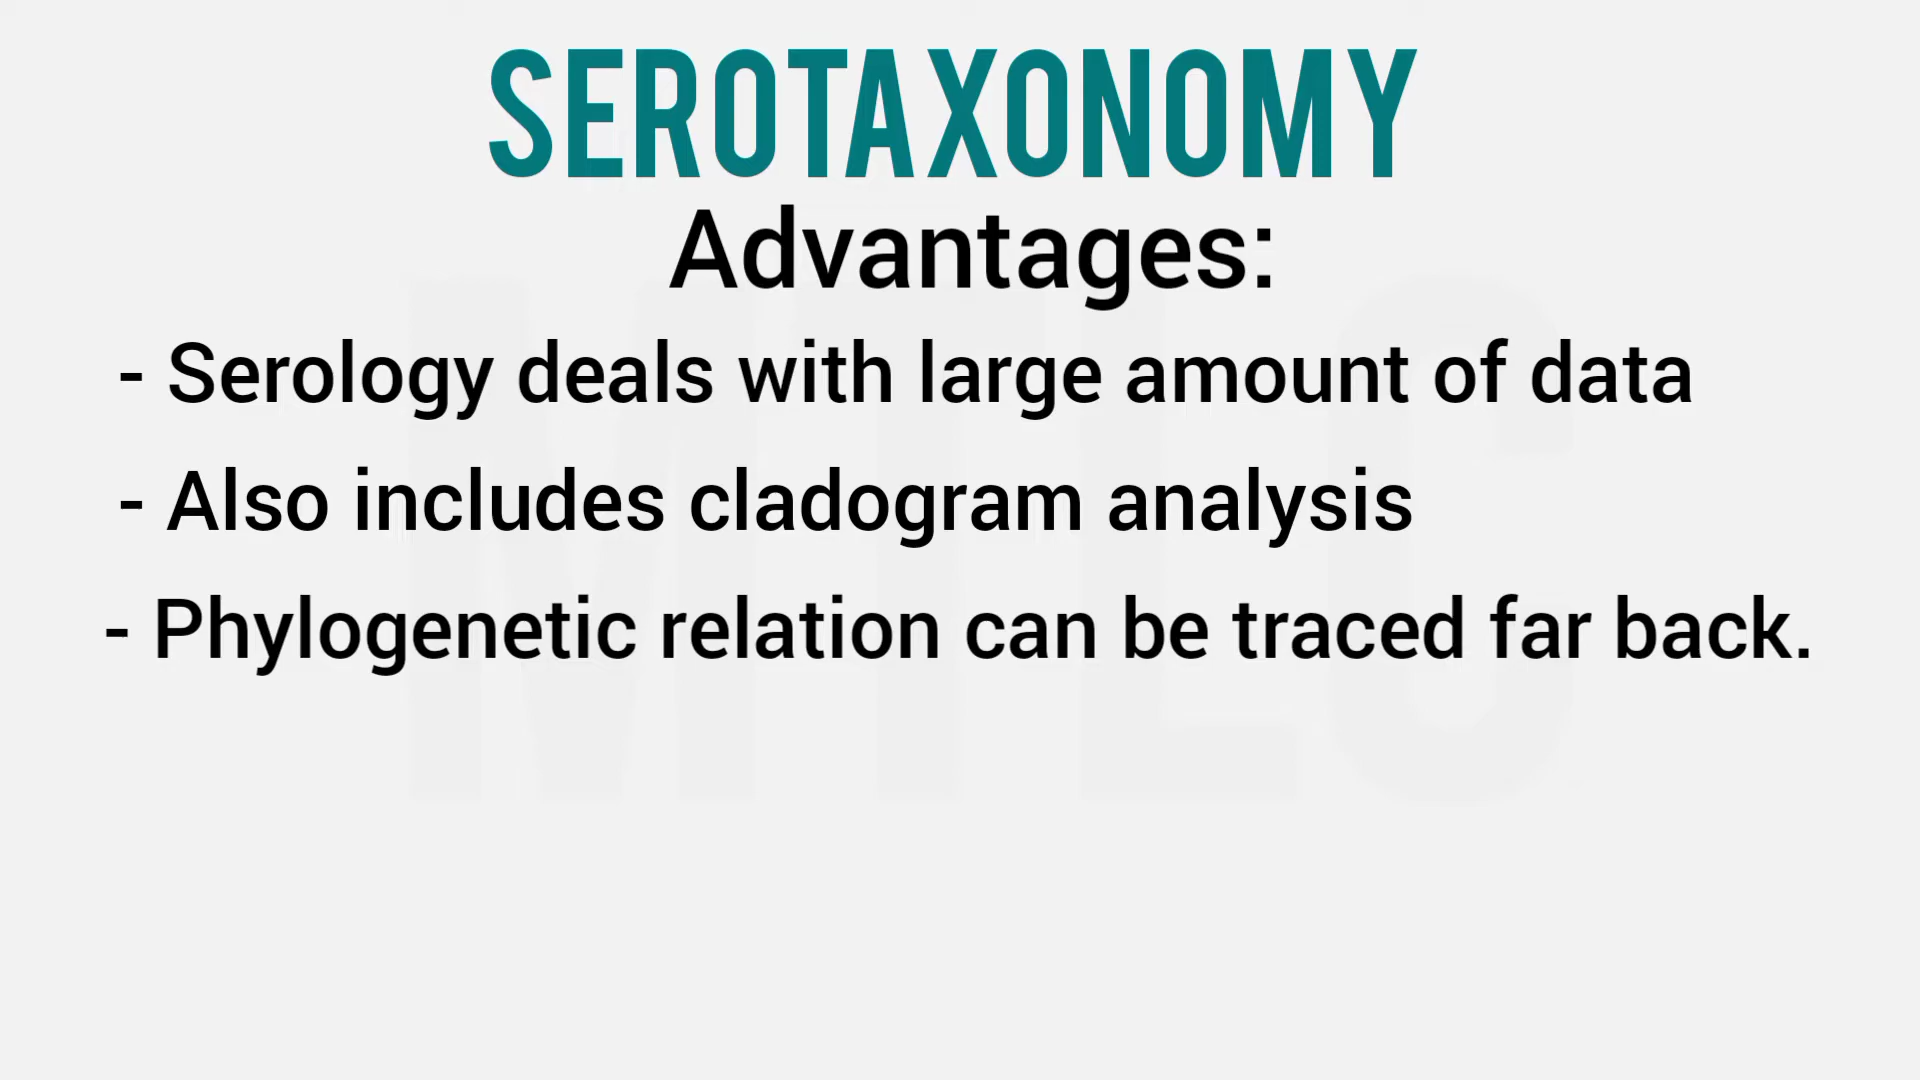 SEROTAXONOMY
Advantages:
- Serology deals with large amount of data
- Also includes cladogram analysis
- Phylogenetic relation can be traced far back.
MTLC